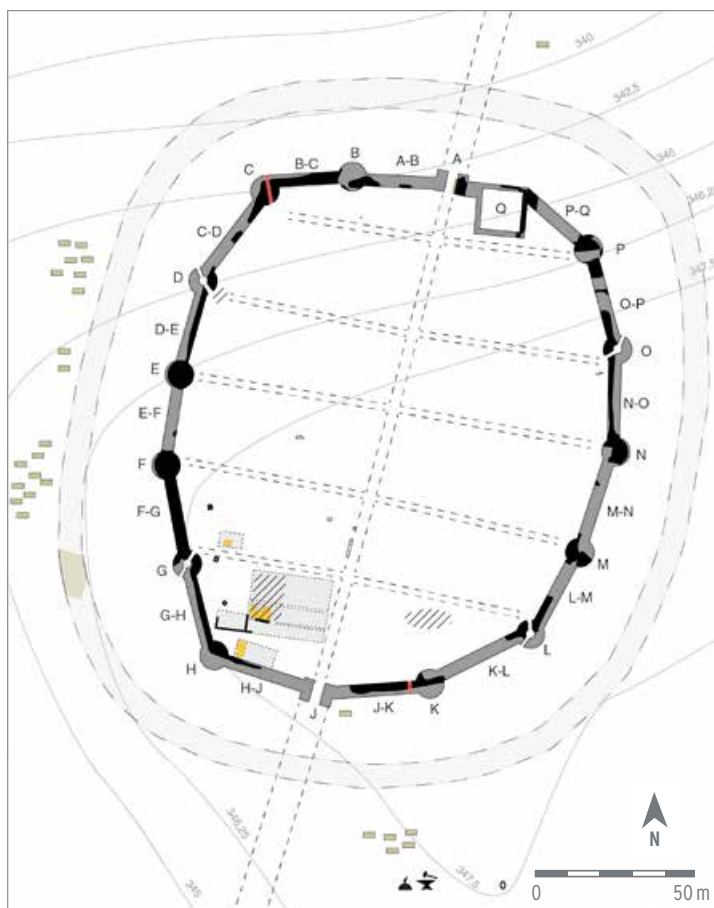 340
342,5
345
346,25
347,5
C
B-C
B
A-B
A
Q
P-Q
P
C-D
D
O-P
O
D-E
E
N-O
E-F
N
F
F-G
M-N
M
G
L-M
G-H
L
H
K-L
H-J
J
J-K
K
346,25
345
347,5
N
0
50 m